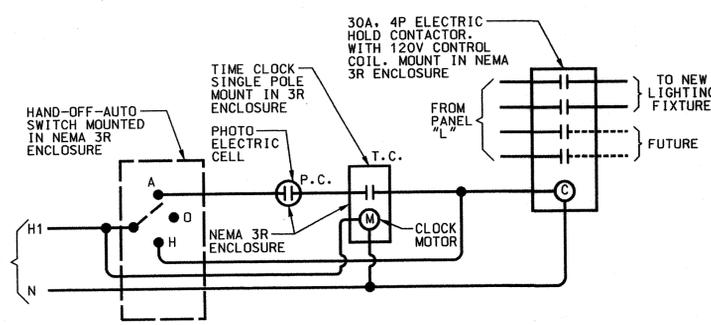 30A, 4P ELECTRIC
HOLD CONTACTOR.
WITH 120V CONTROL
COIL. MOUNT IN NEMA
3R ENCLOSURE
TIME CLOCK
SINGLE POLE
MOUNT IN 3R
ENCLOSURE
HAND-OFF-AUTO
SWITCH MOUNTED
IN NEMA 3R
ENCLOSURE
PHOTO
ELECTRIC
CELL
FROM
PANEL
"L"
TO NEW
LIGHTING
FIXTURE
FUTURE
T.C.
P.C.
A
O
H
C
M
H1
N
NEMA 3R
ENCLOSURE
CLOCK
MOTOR